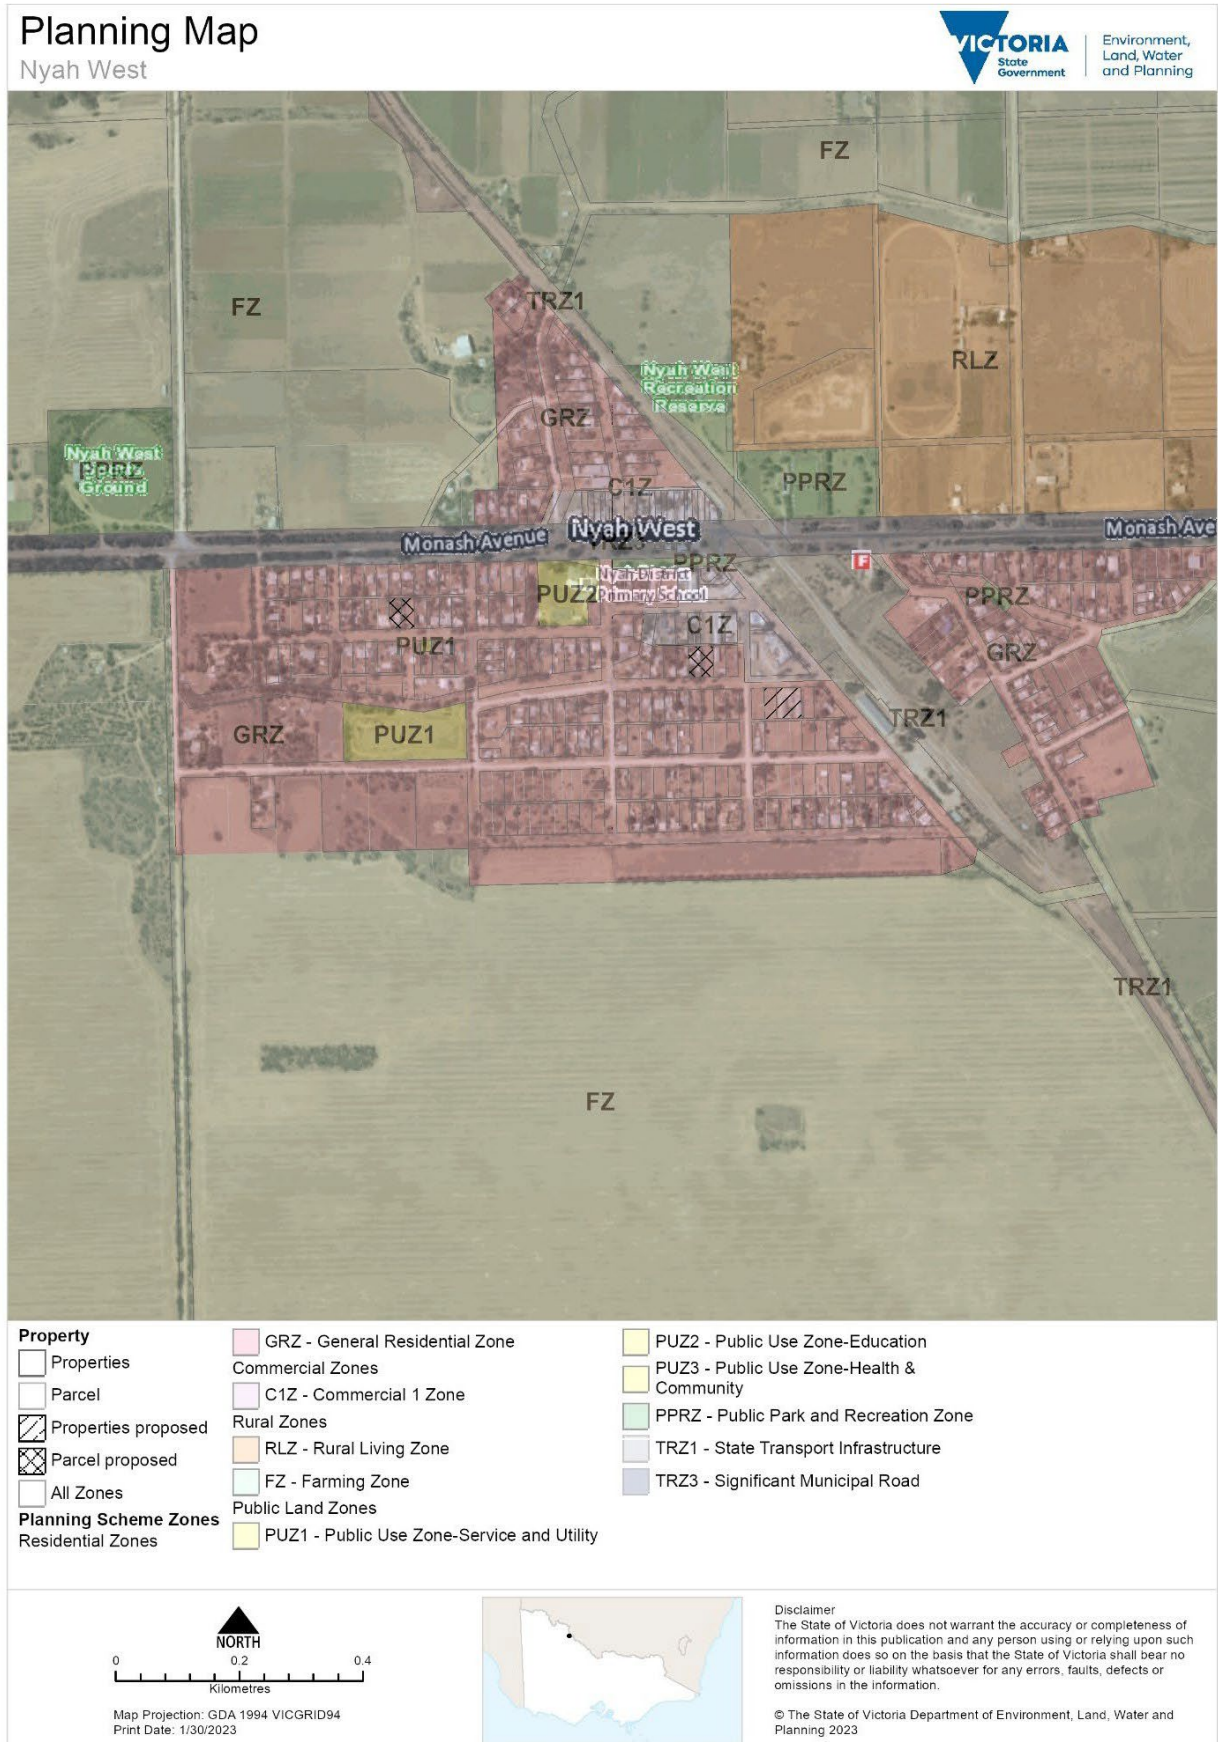 Planning Map
Nyah West
VICTORIA
State
Government
Environment,
Land, Water
and Planning
FZ
FZ
TRZ1
RLZ
Nyah West
Recreation
Reserve
GRZ
Nyah West
PPRZ
Sports
Ground
C1Z
PPRZ
Monash Avenue
Nyah West
Monash Ave
TRZ3
PPRZ
F
PUZ2
Nyah District
Primary School
PPRZ
C1Z
PUZ1
GRZ
TRZ1
GRZ
PUZ1
TRZ1
FZ
Property
Properties
Parcel
Properties proposed
Parcel proposed
All Zones
Planning Scheme Zones
Residential Zones
GRZ - General Residential Zone
Commercial Zones
C1Z - Commercial 1 Zone
Rural Zones
RLZ - Rural Living Zone
FZ - Farming Zone
Public Land Zones
PUZ1 - Public Use Zone-Service and Utility
PUZ2 - Public Use Zone-Education
PUZ3 - Public Use Zone-Health &
Community
PPRZ - Public Park and Recreation Zone
TRZ1 - State Transport Infrastructure
TRZ3 - Significant Municipal Road
NORTH
0 0.2 0.4
Kilometres
Map Projection: GDA 1994 VICGRID94
Print Date: 1/30/2023
Disclaimer
The State of Victoria does not warrant the accuracy or completeness of
information in this publication and any person using or relying upon such
information does so on the basis that the State of Victoria shall bear no
responsibility or liability whatsoever for any errors, faults, defects or
omissions in the information.
© The State of Victoria Department of Environment, Land, Water and
Planning 2023